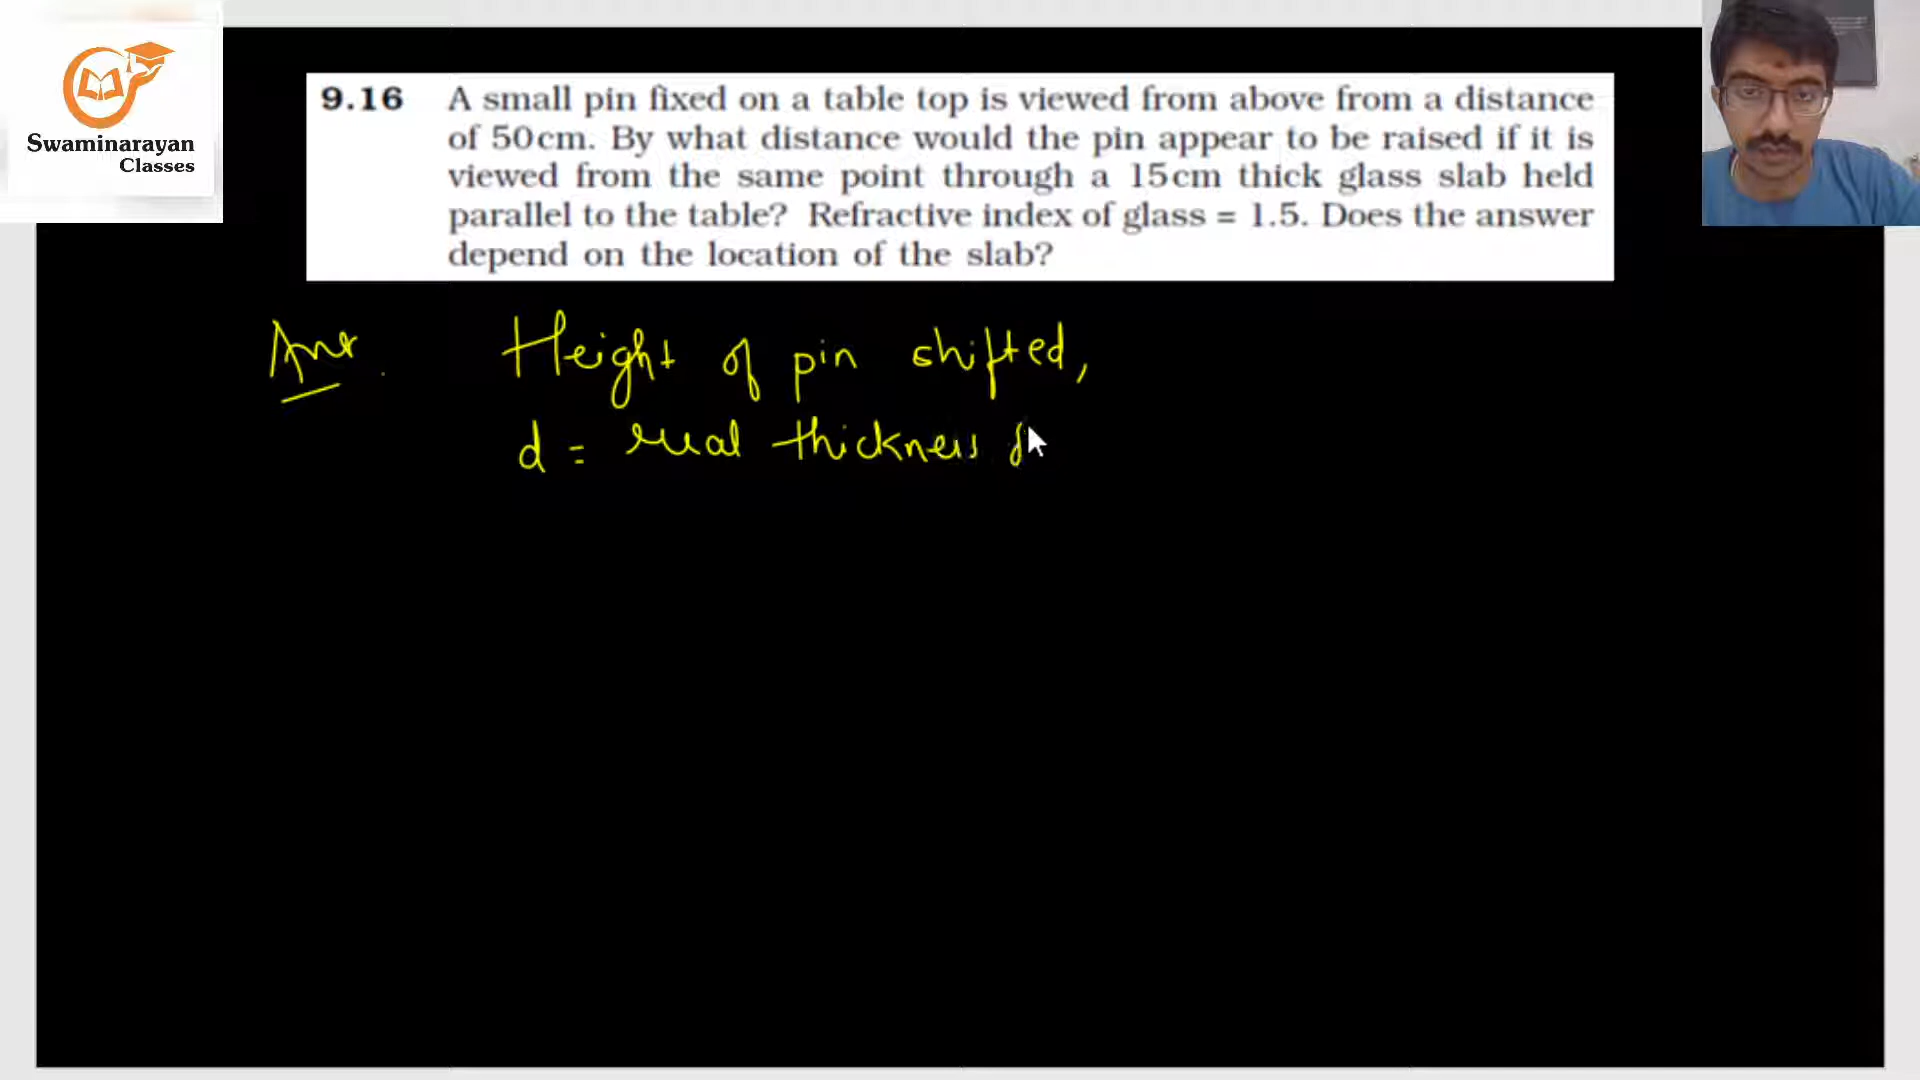 Swaminarayan
Classes
9.16 A small pin fixed on a table top is viewed from above from a distance
of 50cm. By what distance would the pin appear to be raised if it is
viewed from the same point through a 15cm thick glass slab held
parallel to the table? Refractive index of glass = 1.5. Does the answer
depend on the location of the slab?
Ans. Height of pin shifted,
d = real thickness